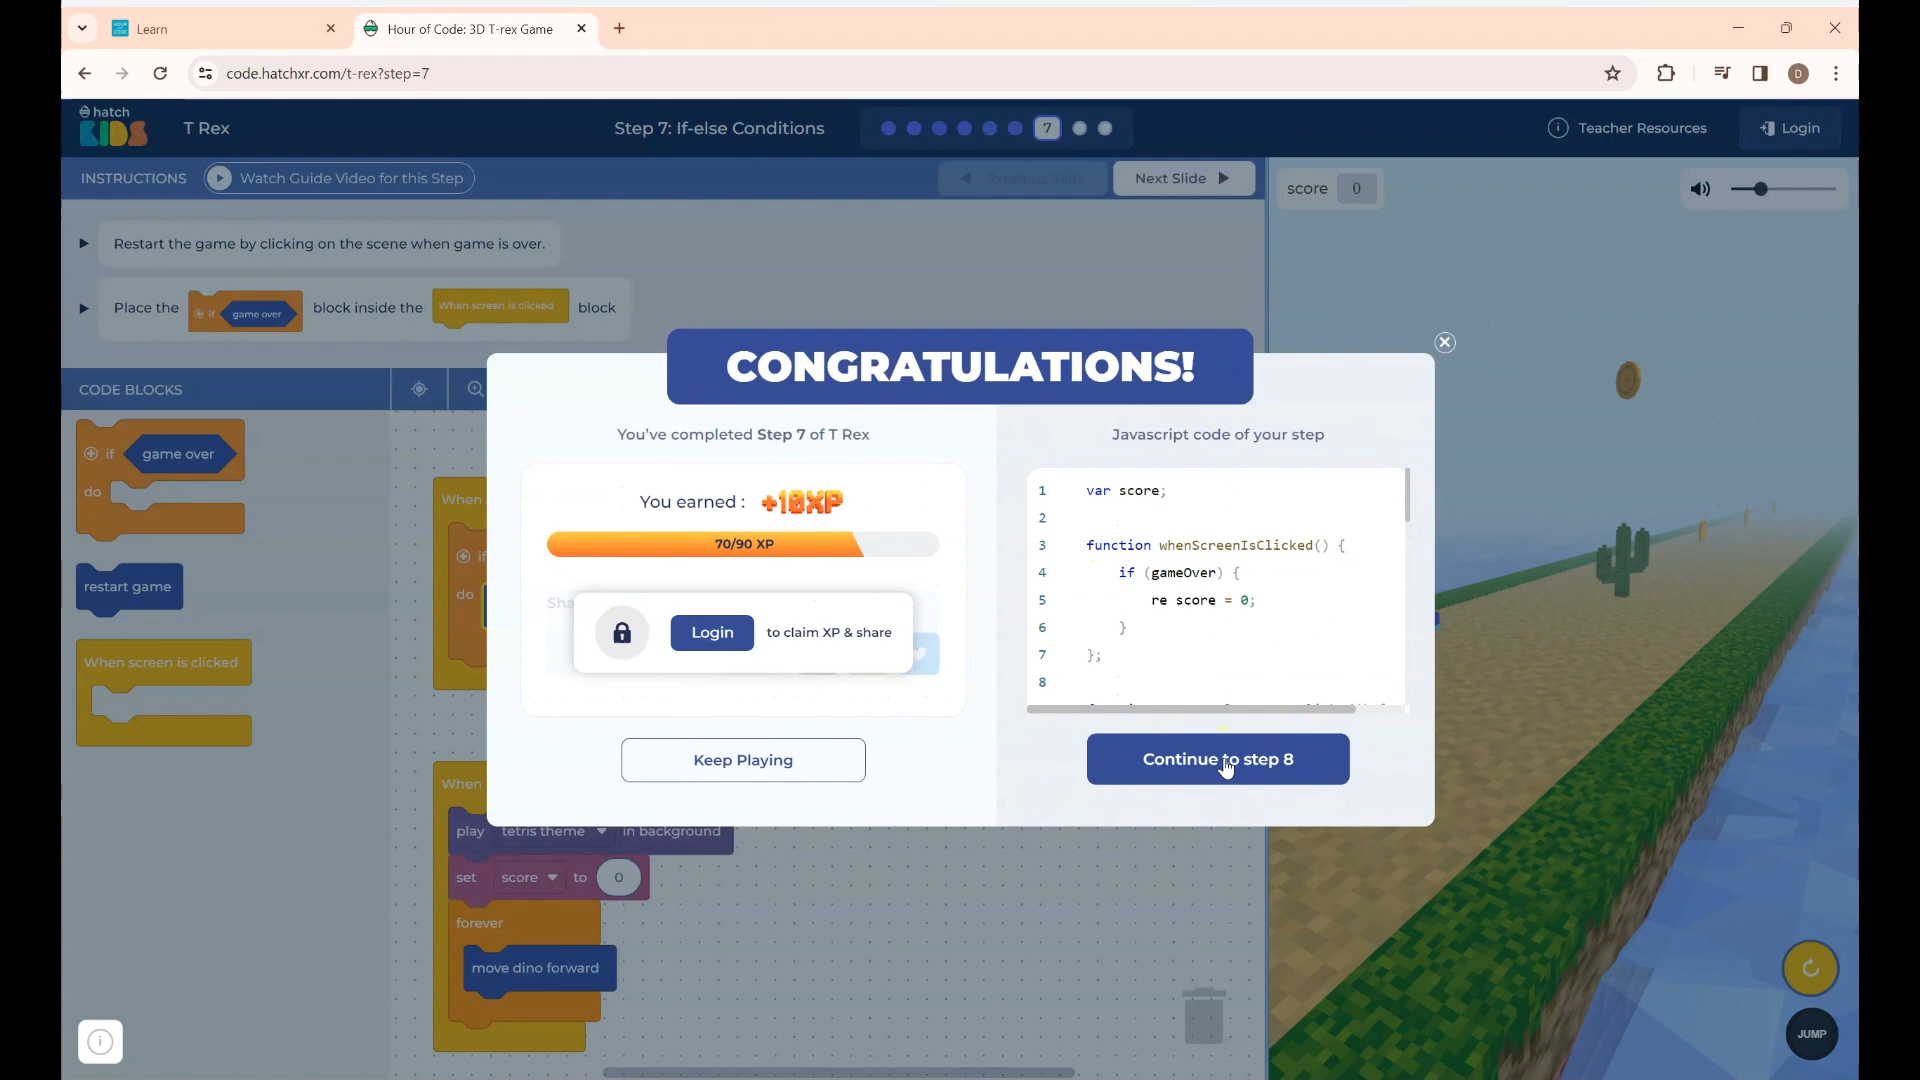 Learn
Hour of Code: 3D T-rex Game
code.hatchxr.com/t-rex?step=7
D
hatch
KIDS
T Rex
Step 7: If-else Conditions
7
Teacher Resources
Login
INSTRUCTIONS
Watch Guide Video for this Step
Previous Slide
Next Slide
score 0
Restart the game by clicking on the scene when game is over.
Place the if game over block inside the When screen is clicked block
CODE BLOCKS
if game over
do
restart game
When screen is clicked
When
if
do
When
play tetris theme in background
set score to 0
forever
move dino forward
CONGRATULATIONS!
You've completed Step 7 of T Rex
You earned : +10XP
70/90 XP
Sha
Login to claim XP & share
Keep Playing
Javascript code of your step
1 var score;
2
3 function whenScreenIsClicked() {
4 if (gameOver) {
5 re score = 0;
6 }
7 };
8
Continue to step 8
JUMP